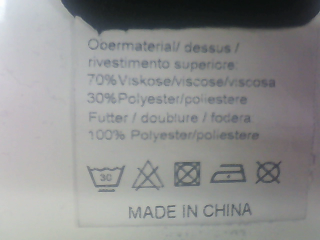 Obermaterial/ dessus /
rivestimento superiore:
70%Viskose/viscose/viscosa
30%Polyester/poliestere
Futter / doublure / fodera
100% Polyester/poliestere
30
MADE IN CHINA